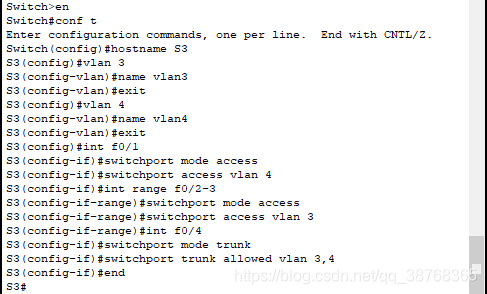 Switch>en
Switch#conf t
Enter configuration commands, one per line.  End with CNTL/Z.
Switch(config)#hostname S3
S3(config)#vlan 3
S3(config-vlan)#name vlan3
S3(config-vlan)#exit
S3(config)#vlan 4
S3(config-vlan)#name vlan4
S3(config-vlan)#exit
S3(config)#int f0/1
S3(config-if)#switchport mode access
S3(config-if)#switchport access vlan 4
S3(config-if)#int range f0/2-3
S3(config-if-range)#switchport mode access
S3(config-if-range)#switchport access vlan 3
S3(config-if-range)#int f0/4
S3(config-if)#switchport mode trunk
S3(config-if)#switchport trunk allowed vlan 3,4
S3(config-if)#end
S3#
https://blog.csdn.net/qq_38768365